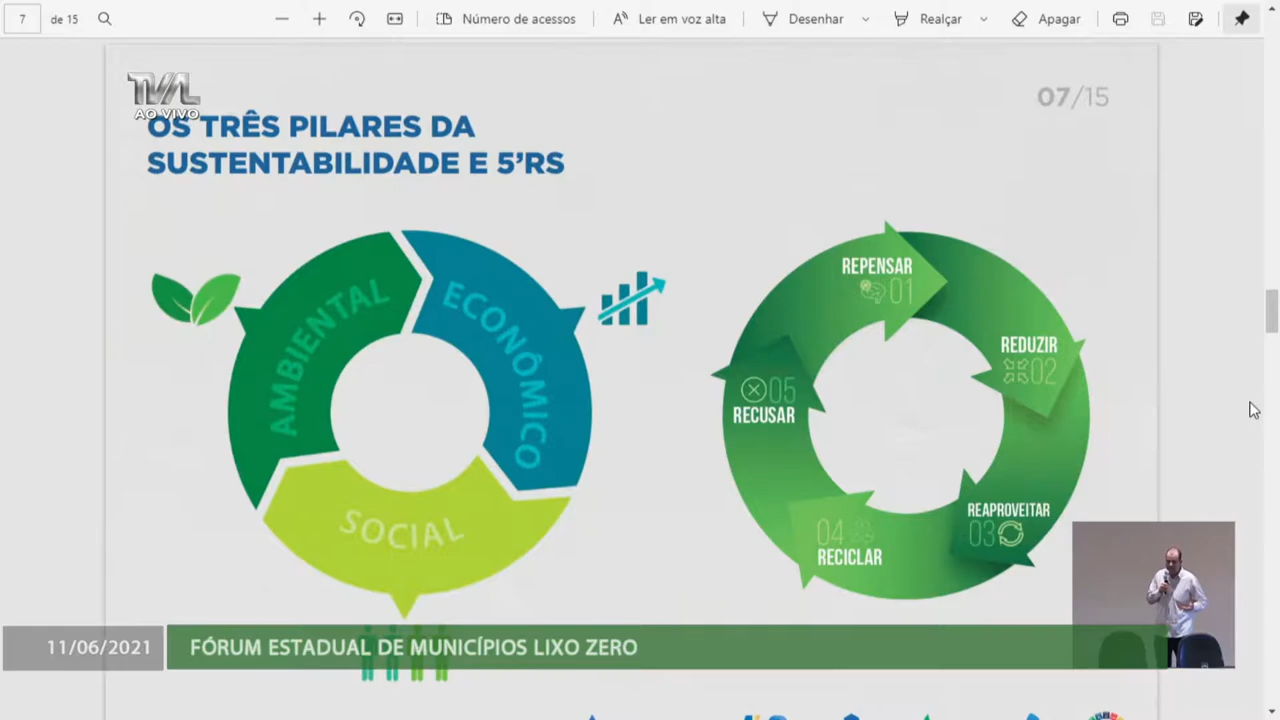 7 de 15 Número de acessos Ler em voz alta Desenhar Realçar Apagar
TVAL
AO VIVO
07/15
OS TRÊS PILARES DA
SUSTENTABILIDADE E 5’RS
AMBIENTAL
ECONÔMICO
SOCIAL
REPENSAR
01
REDUZIR
02
REAPROVEITAR
03
04
RECICLAR
05
RECUSAR
11/06/2021 FÓRUM ESTADUAL DE MUNICÍPIOS LIXO ZERO